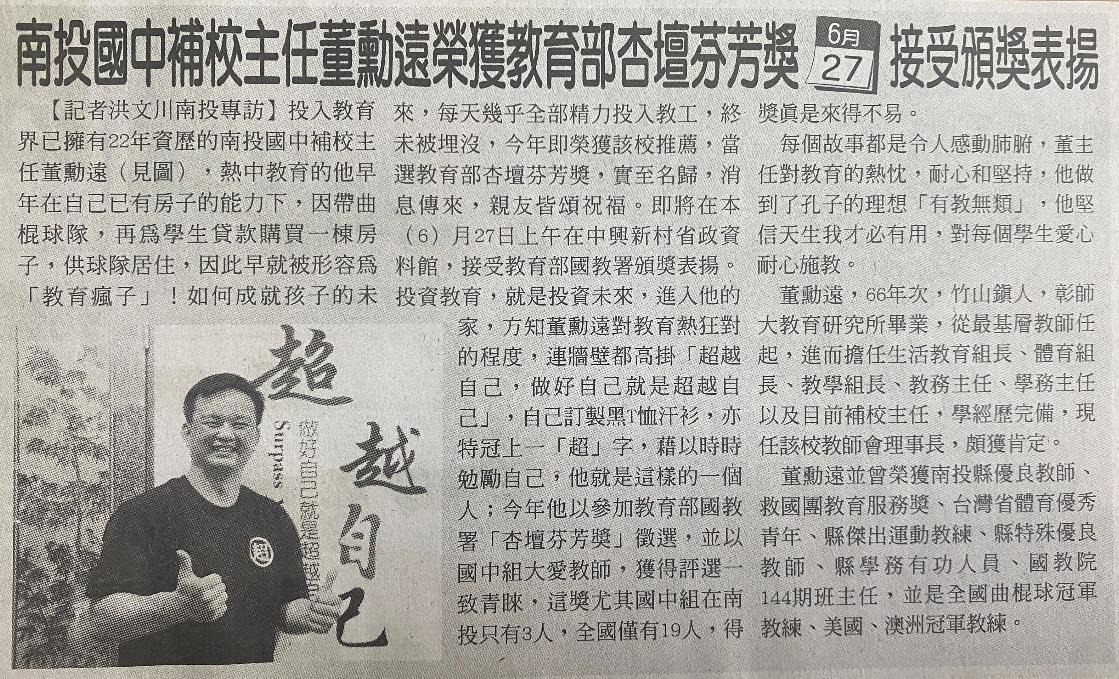 南投國中補校主任董勳遠榮獲教育部杏壇芬芳獎 6月27 接受頒獎表揚
【記者洪文川南投專訪】投入教育
界已擁有22年資歷的南投國中補校主
任董勳遠（見圖），熱中教育的他早
年在自己已有房子的能力下，因帶曲
棍球隊，再爲學生貸款購買一棟房
子，供球隊居住，因此早就被形容爲
「教育瘋子」！如何成就孩子的未
來，每天幾乎全部精力投入教工，終
未被埋沒，今年即榮獲該校推薦，當
選教育部杏壇芬芳獎，實至名歸，消
息傳來，親友皆頌祝福。即將在本
（6）月27日上午在中興新村省政資
料館，接受教育部國教署頒獎表揚。
投資教育，就是投資未來，進入他的
家，方知董勳遠對教育熱狂對
的程度，連牆壁都高掛「超越
自己，做好自己就是超越自
己」，自己訂製黑T恤汗衫，亦
特冠上一「超」字，藉以時時
勉勵自己，他就是這樣的一個
人；今年他以參加教育部國教
署「杏壇芬芳獎」徵選，並以
國中組大愛教師，獲得評選一
致青睞，這獎尤其國中組在南
投只有3人，全國僅有19人，得
獎眞是來得不易。
每個故事都是令人感動肺腑，董主
任對教育的熱忱，耐心和堅持，他做
到了孔子的理想「有教無類」，他堅
信天生我才必有用，對每個學生愛心
耐心施教。
董勳遠，66年次，竹山鎭人，彰師
大教育研究所畢業，從最基層教師任
起，進而擔任生活教育組長、體育組
長、教學組長、教務主任、學務主任
以及目前補校主任，學經歷完備，現
任該校教師會理事長，頗獲肯定。
董勳遠並曾榮獲南投縣優良教師、
救國團教育服務獎、台灣省體育優秀
青年、縣傑出運動教練、縣特殊優良
教師、縣學務有功人員、國教院
144期班主任，並是全國曲棍球冠軍
教練、美國、澳洲冠軍教練。
超越自己
做好自己就是超越
Surpass